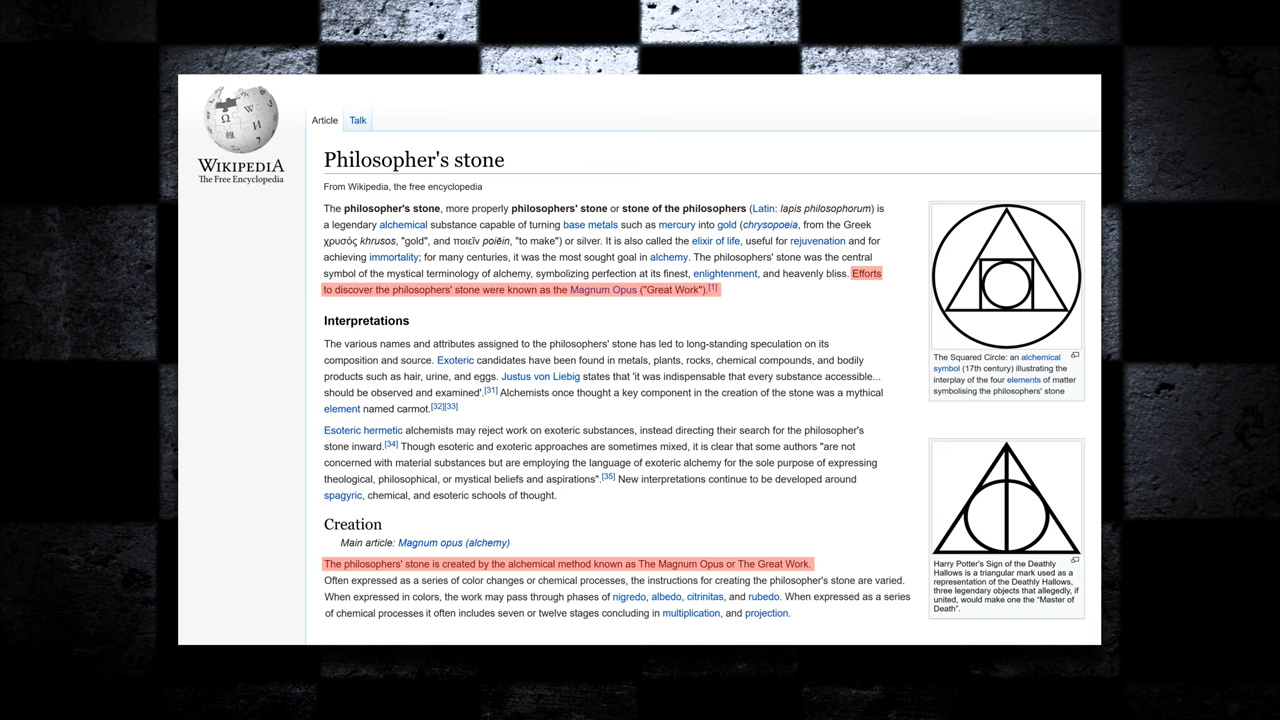 WIKIPEDIA
The Free Encyclopedia
Article
Talk
Philosopher's stone
From Wikipedia, the free encyclopedia
The philosopher's stone, more properly philosophers' stone or stone of the philosophers (Latin: lapis philosophorum) is
a legendary alchemical substance capable of turning base metals such as mercury into gold (chrysopoeia, from the Greek
χρυσός khrusos, "gold", and ποιεῖν poiēin, "to make") or silver. It is also called the elixir of life, useful for rejuvenation and for
achieving immortality; for many centuries, it was the most sought goal in alchemy. The philosophers' stone was the central
symbol of the mystical terminology of alchemy, symbolizing perfection at its finest, enlightenment, and heavenly bliss. Efforts
to discover the philosophers' stone were known as the Magnum Opus ("Great Work").[1]
Interpretations
The various names and attributes assigned to the philosophers' stone has led to long-standing speculation on its
composition and source. Exoteric candidates have been found in metals, plants, rocks, chemical compounds, and bodily
products such as hair, urine, and eggs. Justus von Liebig states that 'it was indispensable that every substance accessible...
should be observed and examined'.[31] Alchemists once thought a key component in the creation of the stone was a mythical
element named carmot.[32][33]
Esoteric hermetic alchemists may reject work on exoteric substances, instead directing their search for the philosopher's
stone inward.[34] Though esoteric and exoteric approaches are sometimes mixed, it is clear that some authors "are not
concerned with material substances but are employing the language of exoteric alchemy for the sole purpose of expressing
theological, philosophical, or mystical beliefs and aspirations".[35] New interpretations continue to be developed around
spagyric, chemical, and esoteric schools of thought.
Creation
Main article: Magnum opus (alchemy)
The philosophers' stone is created by the alchemical method known as The Magnum Opus or The Great Work.
Often expressed as a series of color changes or chemical processes, the instructions for creating the philosopher's stone are varied.
When expressed in colors, the work may pass through phases of nigredo, albedo, citrinitas, and rubedo. When expressed as a series
of chemical processes it often includes seven or twelve stages concluding in multiplication, and projection.
The Squared Circle: an alchemical
symbol (17th century) illustrating the
interplay of the four elements of matter
symbolising the philosophers' stone
Harry Potter's Sign of the Deathly
Hallows is a triangular mark used as a
representation of the Deathly Hallows,
three legendary objects that allegedly, if
united, would make one the "Master of
Death".